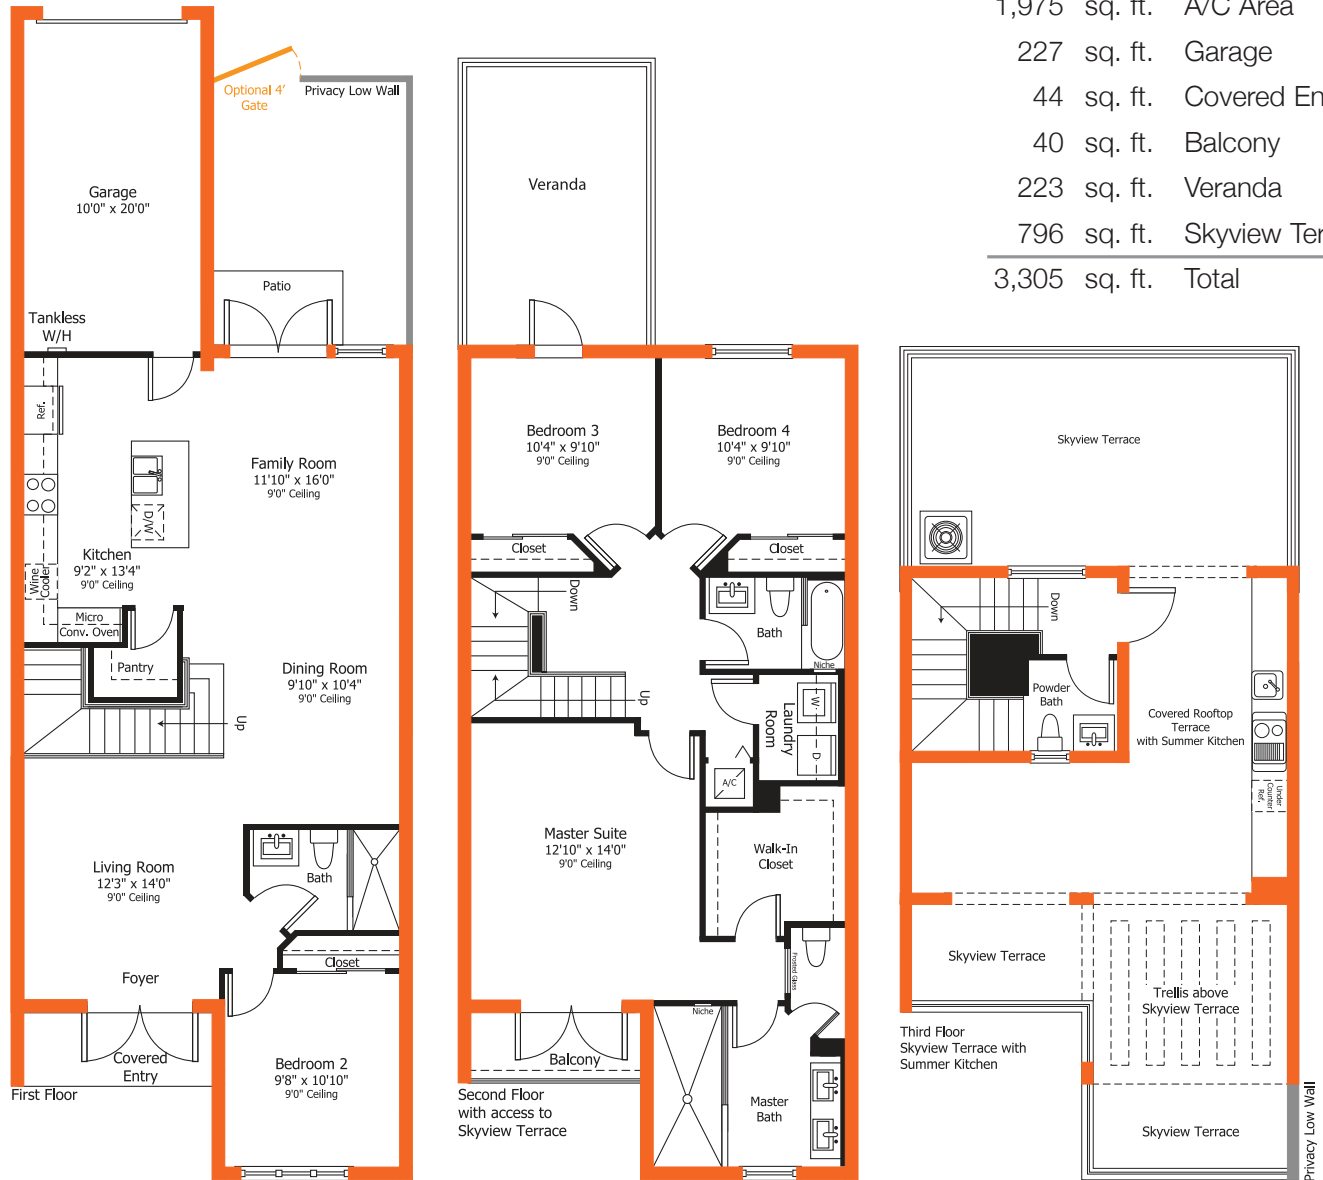 1,975 sq. ft. A/C Area
227 sq. ft. Garage
44 sq. ft. Covered En
40 sq. ft. Balcony
223 sq. ft. Veranda
796 sq. ft. Skyview Ter
3,305 sq. ft. Total
Optional 4'
Gate
Privacy Low Wall
Garage
10'0" x 20'0"
Patio
Tankless
W/H
Ref.
Family Room
11'10" x 16'0"
9'0" Ceiling
D/W
Kitchen
9'2" x 13'4"
9'0" Ceiling
Wine
Cooler
Micro
Conv. Oven
Pantry
Dining Room
9'10" x 10'4"
9'0" Ceiling
Up
Living Room
12'3" x 14'0"
9'0" Ceiling
Bath
Closet
Foyer
Covered
Entry
Bedroom 2
9'8" x 10'10"
9'0" Ceiling
First Floor
Veranda
Bedroom 3
10'4" x 9'10"
9'0" Ceiling
Bedroom 4
10'4" x 9'10"
9'0" Ceiling
Closet
Closet
Down
Bath
Niche
Up
Laundry
Room
W.
D.
A/C
Master Suite
12'10" x 14'0"
9'0" Ceiling
Walk-In
Closet
Frosted Glass
Niche
Balcony
Master
Bath
Second Floor
with access to
Skyview Terrace
Skyview Terrace
Down
Powder
Bath
Covered Rooftop
Terrace
with Summer Kitchen
Under
Counter
Ref.
Skyview Terrace
Trellis above
Skyview Terrace
Third Floor
Skyview Terrace with
Summer Kitchen
Skyview Terrace
Privacy Low Wall